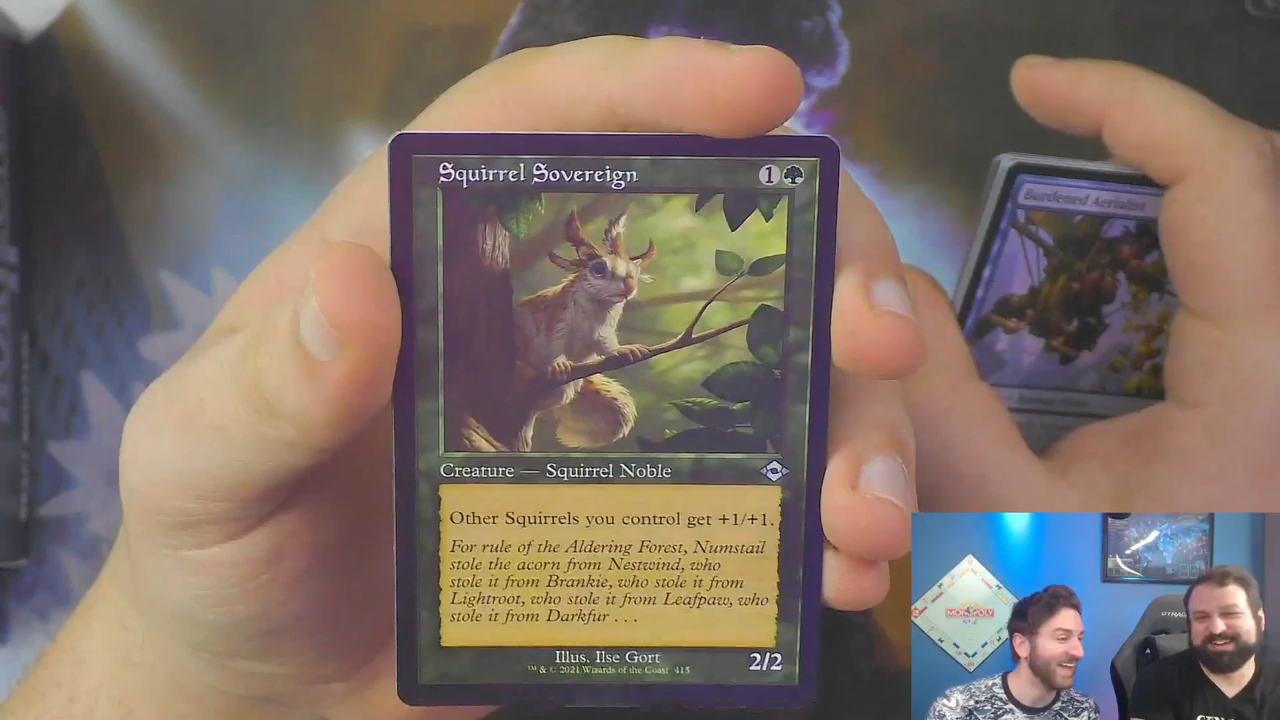 Squirrel Sovereign 1
Creature — Squirrel Noble
Other Squirrels you control get +1/+1.
For rule of the Aldering Forest, Numstail
stole the acorn from Nestwind, who
stole it from Brankie, who stole it from
Lightroot, who stole it from Leafpaw, who
stole it from Darkfur . . .
Illus. Ilse Gort
™ & © 2021 Wizards of the Coast 415
2/2
Burdened Aerialist
MONOPOLY